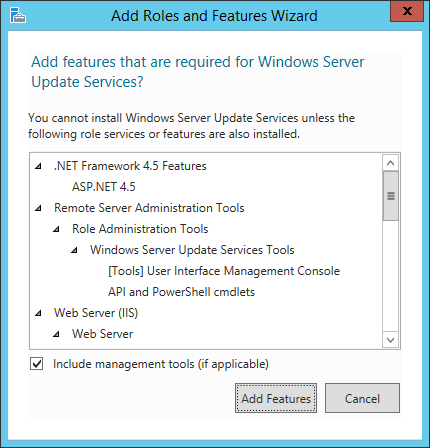 Add Roles and Features Wizard
x
Add features that are required for Windows Server
Update Services?
You cannot install Windows Server Update Services unless the
following role services or features are also installed.
.NET Framework 4.5 Features
ASP.NET 4.5
Remote Server Administration Tools
Role Administration Tools
Windows Server Update Services Tools
[Tools] User Interface Management Console
API and PowerShell cmdlets
Web Server (IIS)
Web Server
Include management tools (if applicable)
Add Features Cancel